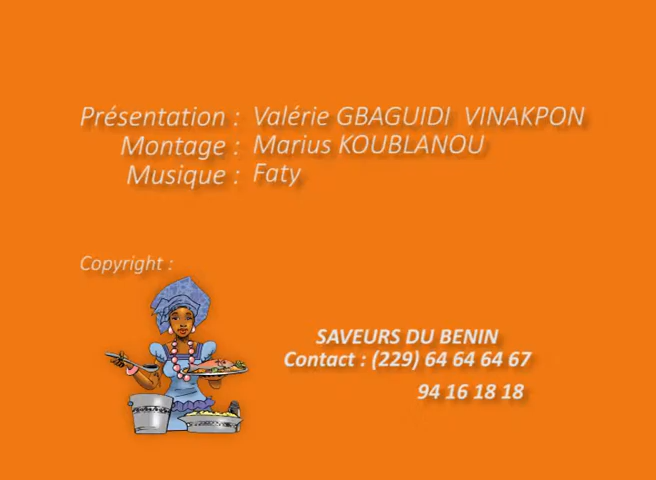 Présentation : Valérie GBAGUIDI VINAKPON
Montage : Marius KOUBLANOU
Musique : Faty
Copyright :
SAVEURS DU BENIN
Contact : (229) 64 64 64 67
94 16 18 18